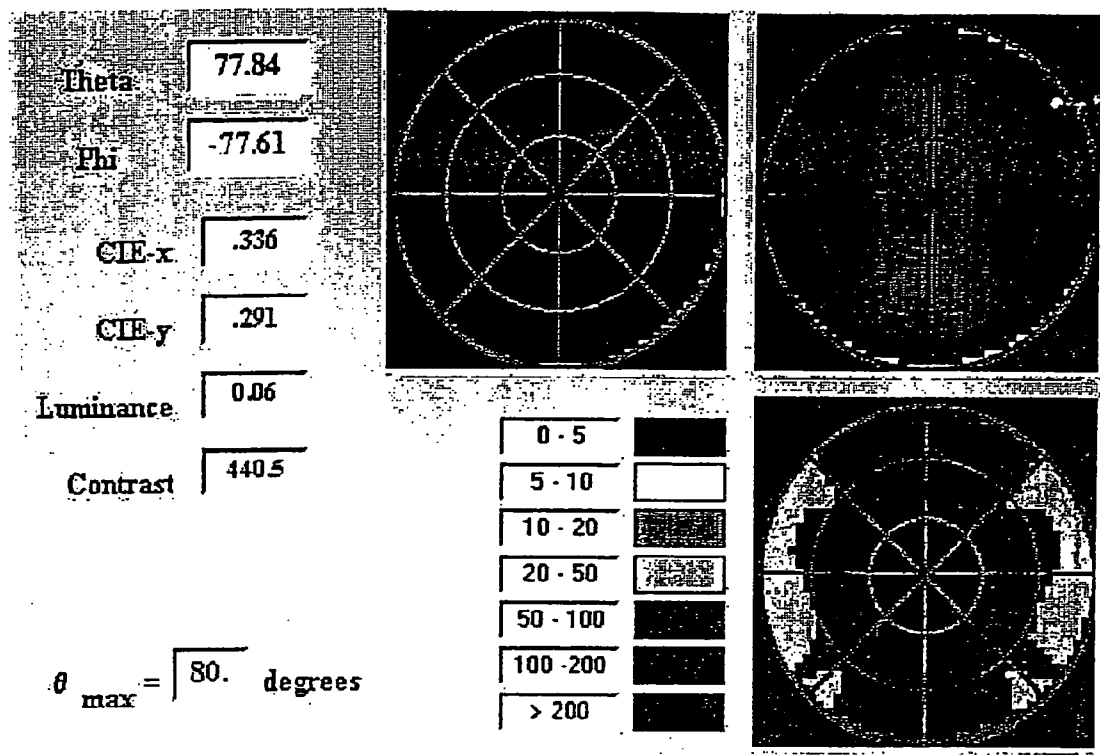 Theta 77.84
Phi -77.61
CIE-x .336
CIE-y .291
Luminance 0.06
Contrast 440.5
0 - 5
5 - 10
10 - 20
20 - 50
50 - 100
100 -200
> 200
θ max = 80. degrees